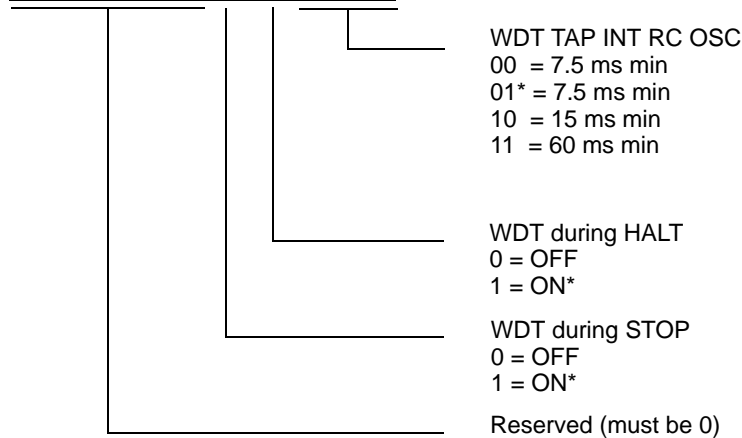 WDT TAP INT RC OSC
00 = 7.5 ms min
01* = 7.5 ms min
10 = 15 ms min
11 = 60 ms min
WDT during HALT
0 = OFF
1 = ON*
WDT during STOP
0 = OFF
1 = ON*
Reserved (must be 0)